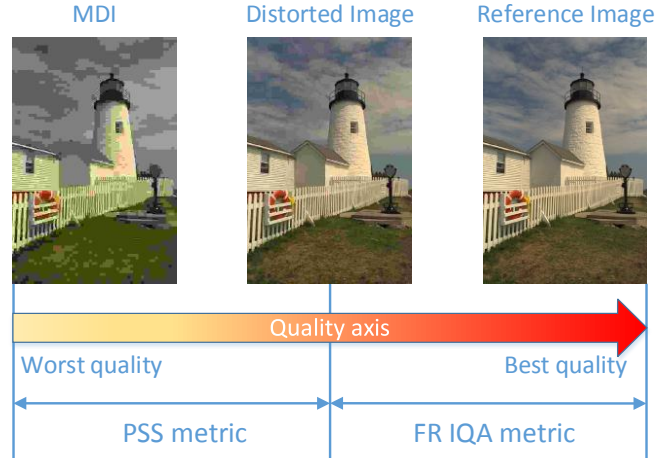 MDI
Distorted Image
Reference Image
Quality axis
Worst quality
Best quality
PSS metric
FR IQA metric